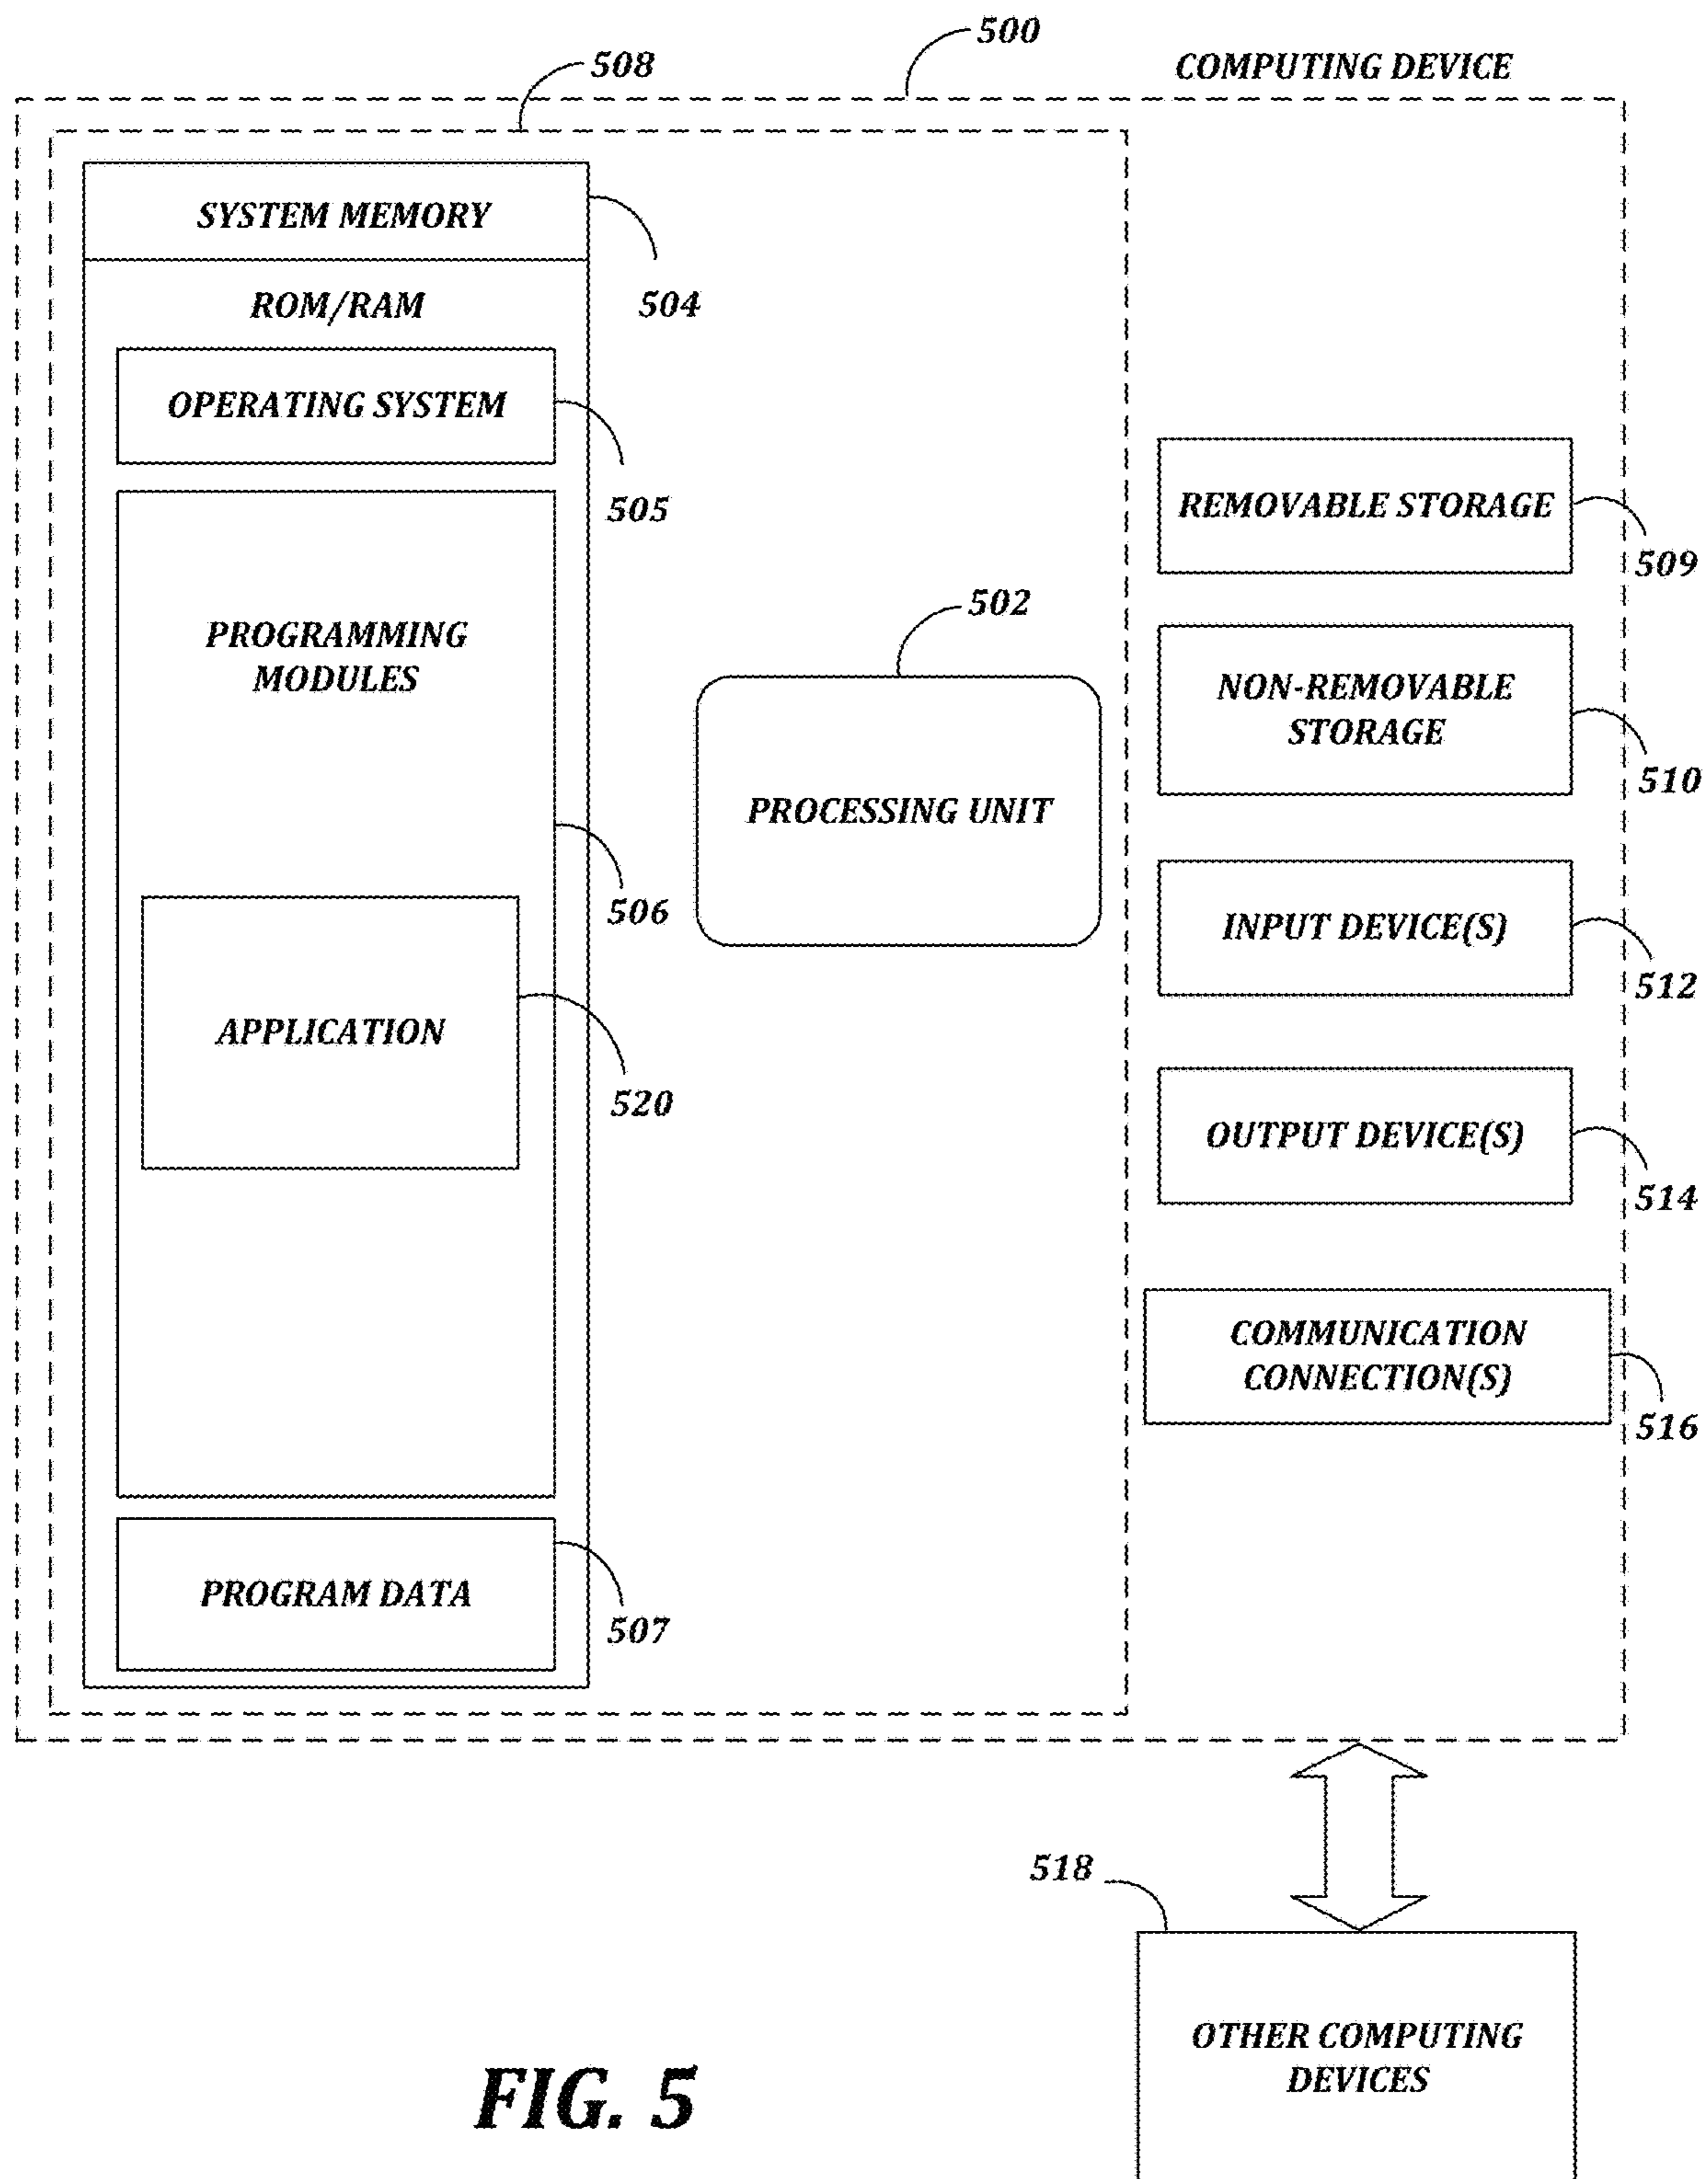 500
508
COMPUTING DEVICE
SYSTEM MEMORY
504
ROM/RAM
OPERATING SYSTEM
505
PROGRAMMING
MODULES
506
APPLICATION
520
PROGRAM DATA
507
502
PROCESSING UNIT
REMOVABLE STORAGE
509
NON-REMOVABLE
STORAGE
510
INPUT DEVICE(S)
512
OUTPUT DEVICE(S)
514
COMMUNICATION
CONNECTION(S)
516
518
OTHER COMPUTING
DEVICES
FIG. 5